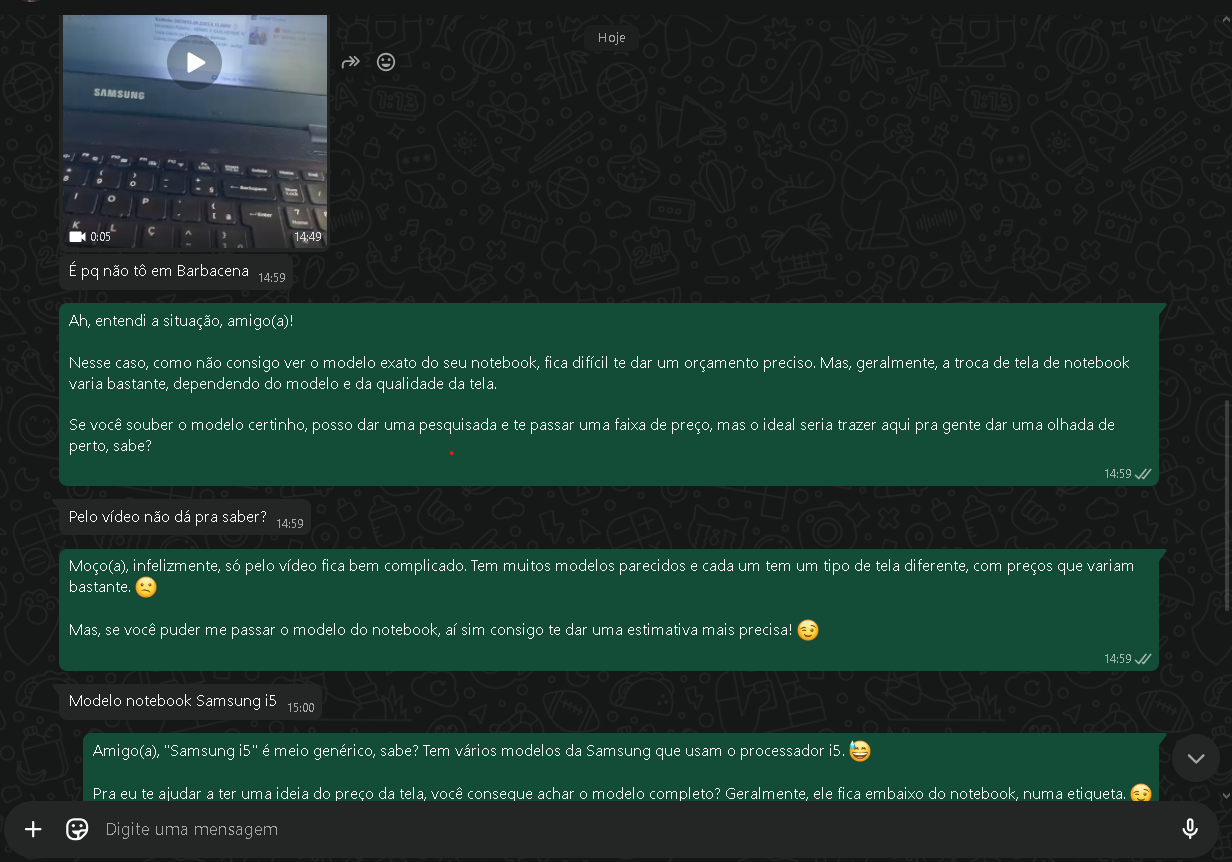 Hoje
SAMSUNG
0:05
14:49
É pq não tô em Barbacena 14:59
Ah, entendi a situação, amigo(a)!
Nesse caso, como não consigo ver o modelo exato do seu notebook, fica difícil te dar um orçamento preciso. Mas, geralmente, a troca de tela de notebook
varia bastante, dependendo do modelo e da qualidade da tela.
Se você souber o modelo certinho, posso dar uma pesquisada e te passar uma faixa de preço, mas o ideal seria trazer aqui pra gente dar uma olhada de
perto, sabe?
14:59
Pelo vídeo não dá pra saber? 14:59
Moço(a), infelizmente, só pelo vídeo fica bem complicado. Tem muitos modelos parecidos e cada um tem um tipo de tela diferente, com preços que variam
bastante. 🙁
Mas, se você puder me passar o modelo do notebook, aí sim consigo te dar uma estimativa mais precisa! 😉
14:59
Modelo notebook Samsung i5 15:00
Amigo(a), "Samsung i5" é meio genérico, sabe? Tem vários modelos da Samsung que usam o processador i5. 😅
Pra eu te ajudar a ter uma ideia do preço da tela, você consegue achar o modelo completo? Geralmente, ele fica embaixo do notebook, numa etiqueta. 😉
Digite uma mensagem